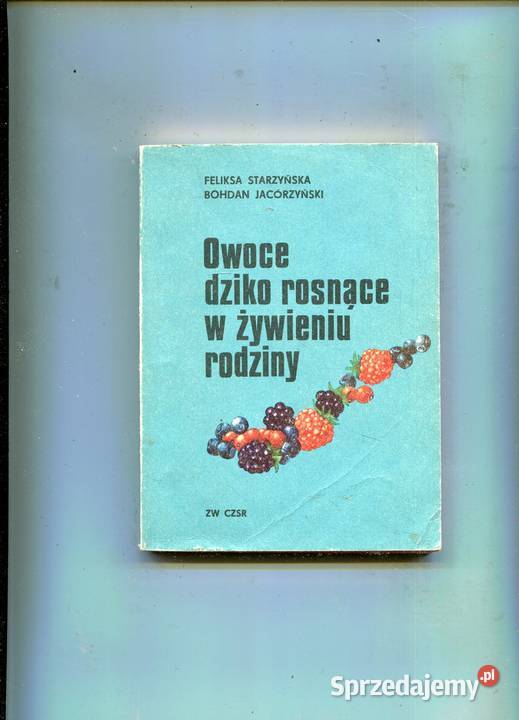 FELIKSA STARZYŃSKA
BOHDAN JACÓRZYŃSKI
Owoce
dziko rosnące
w żywieniu
rodziny
ZW CZSR
Sprzedajemy.pl